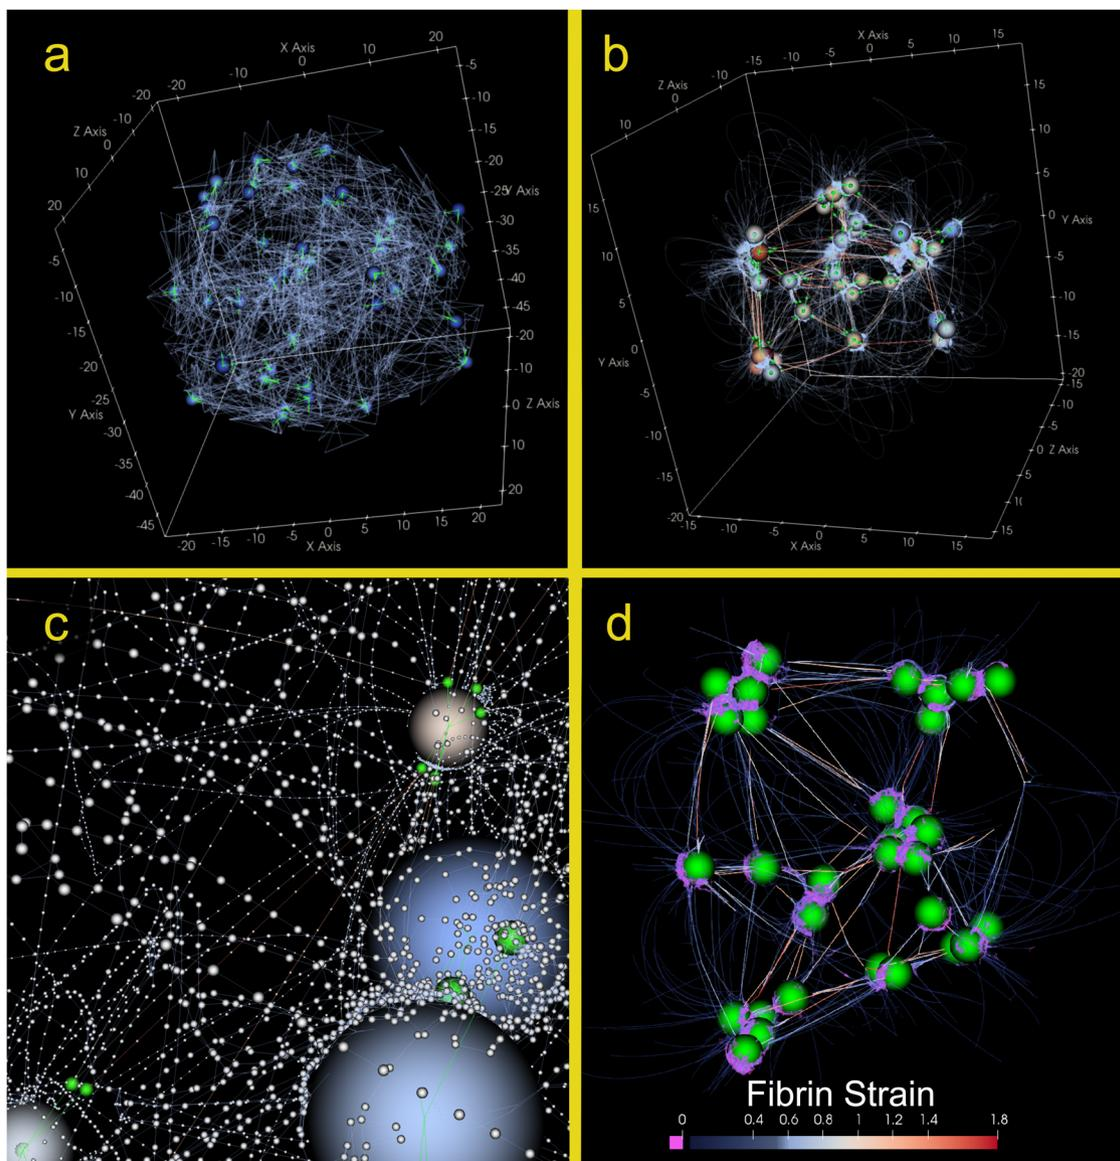 a
X Axis
-20 -10 0 10 20
Z Axis
-20 -10 0 10 20
-5 -10 -15 -20 -25 -30 -35 -40 -45
Y Axis
-5 -10 -15 -20 -25 -30 -35 -40 -45
Y Axis
-20 -10 0 10 20
Z Axis
-20 -15 -10 -5 0 5 10 15 20
X Axis
b
X Axis
-15 -10 -5 0 5 10 15
Z Axis
-10 0 10
15 10 5 0 -5 -10 -15 -20
Y Axis
15 10 5 0 -5 -10 -15 -20
Y Axis
-15 -10 -5 0 5 10 15
Z Axis
-15 -10 -5 0 5 10 15
X Axis
c
d
Fibrin Strain
0 0.4 0.6 0.8 1 1.2 1.4 1.8